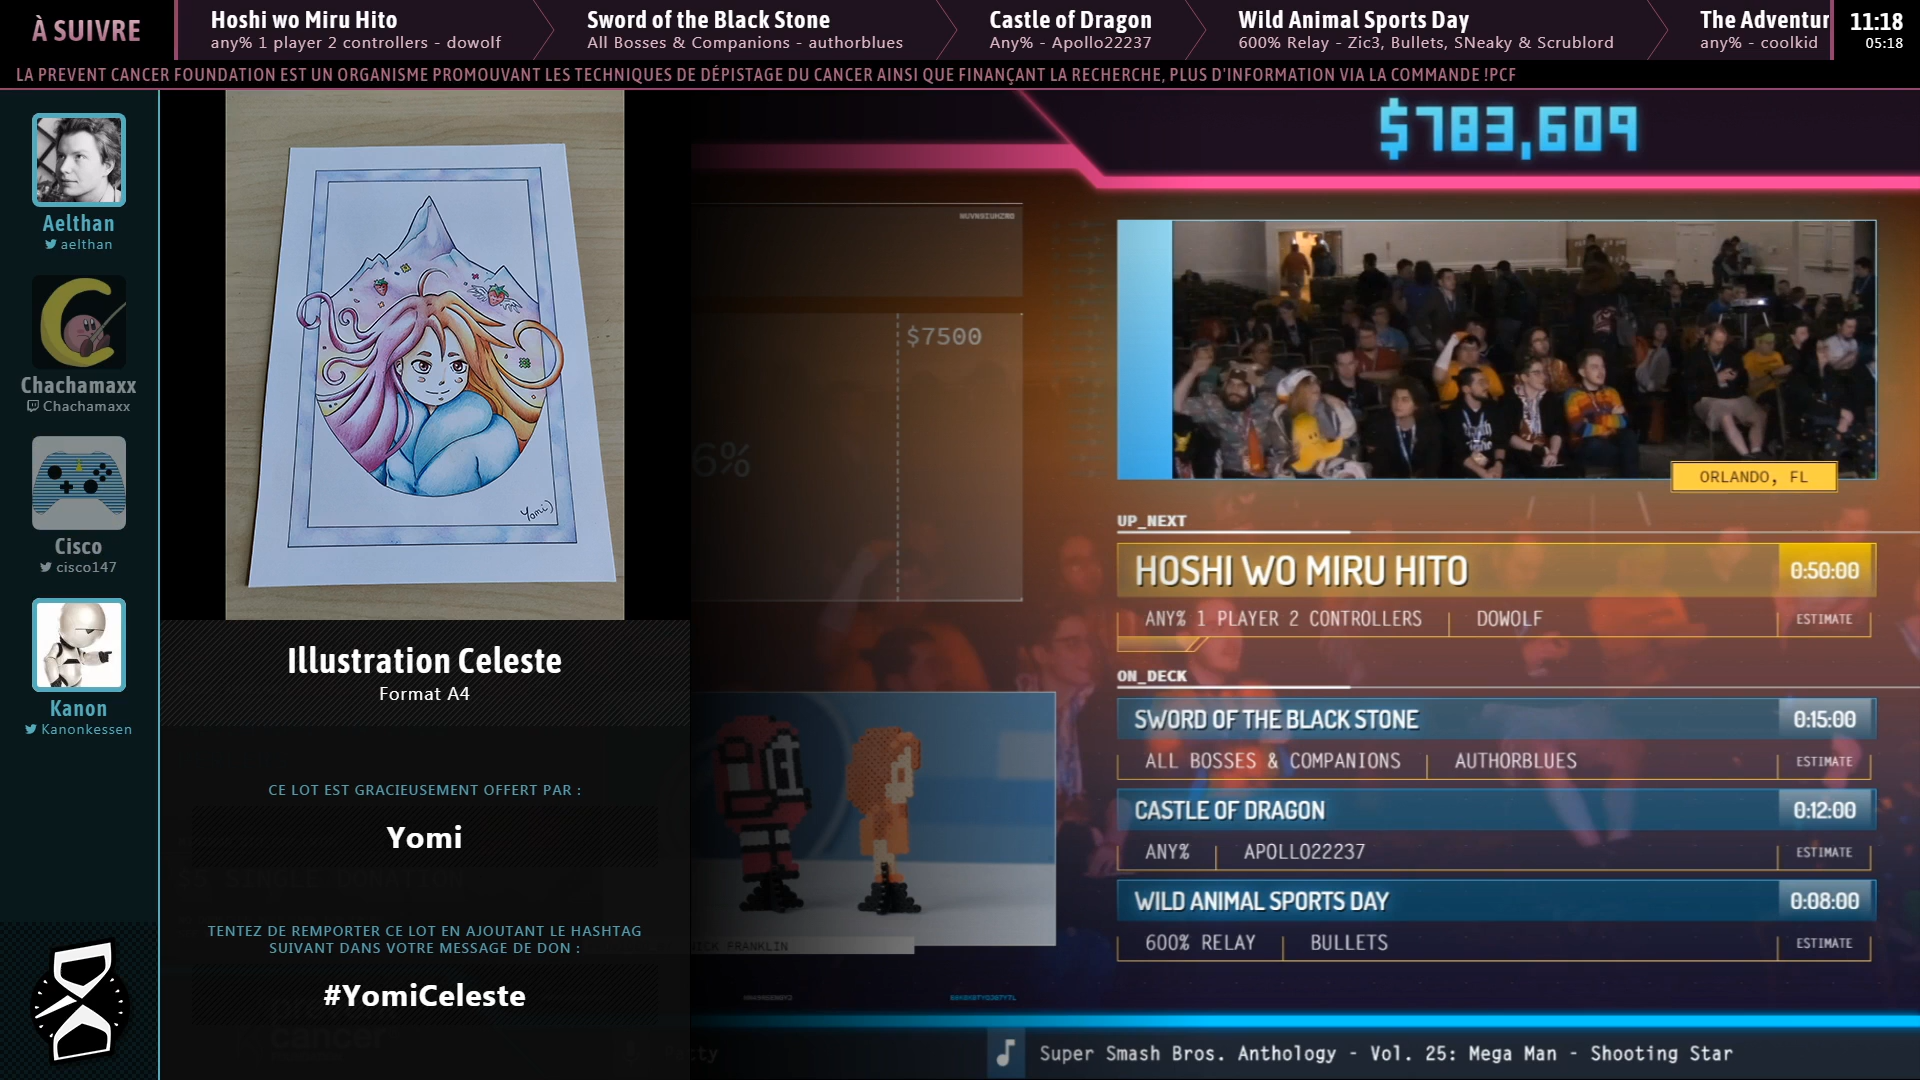 À SUIVRE
Hoshi wo Miru Hito
any% 1 player 2 controllers - dowolf
Sword of the Black Stone
All Bosses & Companions - authorblues
Castle of Dragon
Any% - Apollo22237
Wild Animal Sports Day
600% Relay - Zic3, Bullets, SNeaky & Scrublord
The Adventur
any% - coolkid
11:18
05:18
LA PREVENT CANCER FOUNDATION EST UN ORGANISME PROMOUVANT LES TECHNIQUES DE DÉPISTAGE DU CANCER AINSI QUE FINANÇANT LA RECHERCHE, PLUS D'INFORMATION VIA LA COMMANDE !PCF
Aelthan
aelthan
Chachamaxx
Chachamaxx
Cisco
cisco147
Kanon
Kanonkessen
Yomi
Illustration Celeste
Format A4
CE LOT EST GRACIEUSEMENT OFFERT PAR :
Yomi
TENTEZ DE REMPORTER CE LOT EN AJOUTANT LE HASHTAG
SUIVANT DANS VOTRE MESSAGE DE DON :
#YomiCeleste
$5 SINGLE DONATION
cancer
$783,609
$7500
6%
FRANKLIN
ORLANDO, FL
UP_NEXT
HOSHI WO MIRU HITO
0:50:00
ANY% 1 PLAYER 2 CONTROLLERS
DOWOLF
ESTIMATE
ON_DECK
SWORD OF THE BLACK STONE
0:15:00
ALL BOSSES & COMPANIONS
AUTHORBLUES
ESTIMATE
CASTLE OF DRAGON
0:12:00
ANY%
APOLLO22237
ESTIMATE
WILD ANIMAL SPORTS DAY
0:08:00
600% RELAY
BULLETS
ESTIMATE
Super Smash Bros. Anthology - Vol. 25: Mega Man - Shooting Star